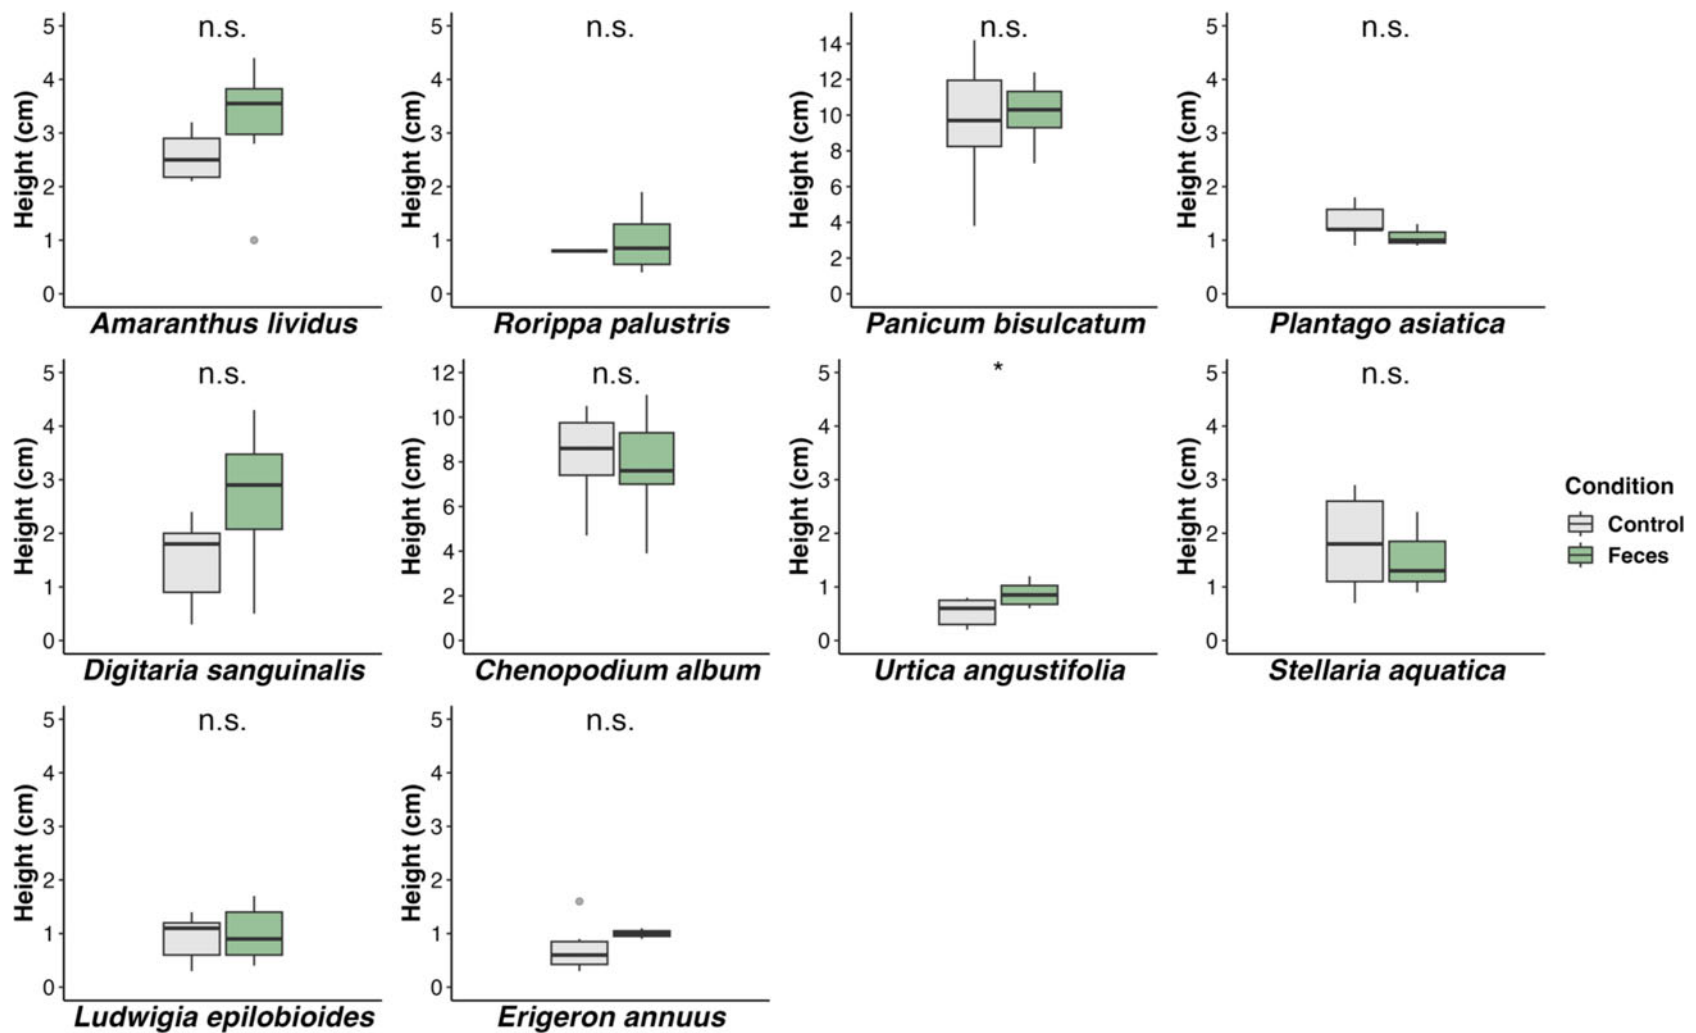 n.s.
5
4
3
2
1
0
Height (cm)
Amaranthus lividus
n.s.
5
4
3
2
1
0
Height (cm)
Rorippa palustris
n.s.
14
12
10
8
6
4
2
0
Height (cm)
Panicum bisulcatum
n.s.
5
4
3
2
1
0
Height (cm)
Plantago asiatica
n.s.
5
4
3
2
1
0
Height (cm)
Digitaria sanguinalis
n.s.
12
10
8
6
4
2
0
Height (cm)
Chenopodium album
*
5
4
3
2
1
0
Height (cm)
Urtica angustifolia
n.s.
5
4
3
2
1
0
Height (cm)
Stellaria aquatica
Condition
Control
Feces
n.s.
5
4
3
2
1
0
Height (cm)
Ludwigia epilobioides
n.s.
5
4
3
2
1
0
Height (cm)
Erigeron annuus